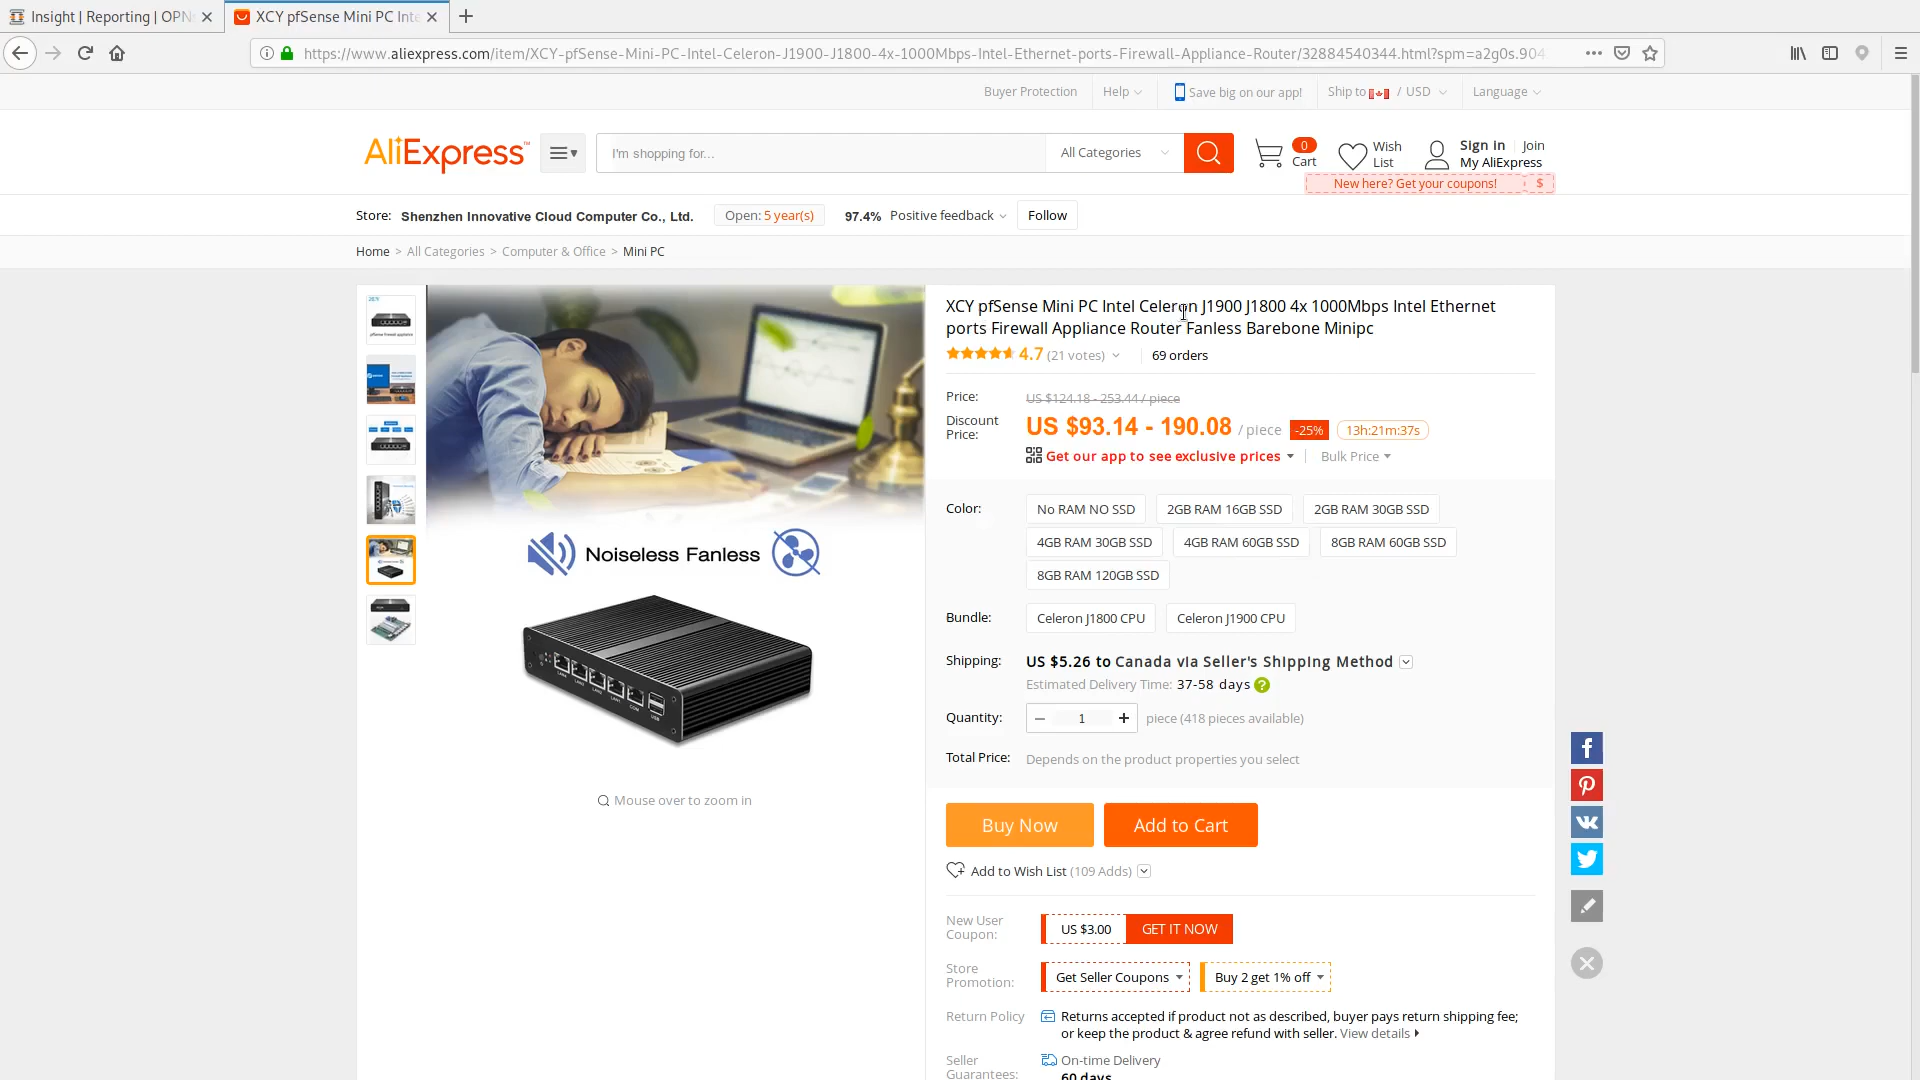 Insight | Reporting | OPN
XCY pfSense Mini PC Inte
https://www.aliexpress.com/item/XCY-pfSense-Mini-PC-Intel-Celeron-J1900-J1800-4x-1000Mbps-Intel-Ethernet-ports-Firewall-Appliance-Router/32884540344.html?spm=a2g0s.904
Buyer Protection
Help
Save big on our app!
Ship to / USD
Language
AliExpress™
I'm shopping for...
All Categories
0
Cart
Wish
List
Sign in
Join
My AliExpress
New here? Get your coupons! $
Store:
Shenzhen Innovative Cloud Computer Co., Ltd.
Open: 5 year(s)
97.4% Positive feedback
Follow
Home > All Categories > Computer & Office > Mini PC
XCY pfSense Mini PC Intel Celeron J1900 J1800 4x 1000Mbps Intel Ethernet
ports Firewall Appliance Router Fanless Barebone Minipc
4.7 (21 votes)
69 orders
Price:
US $124.18 - 253.44 / piece
Discount
Price:
US $93.14 - 190.08 / piece
-25%
13h:21m:37s
Get our app to see exclusive prices
Bulk Price
Color:
No RAM NO SSD
2GB RAM 16GB SSD
2GB RAM 30GB SSD
4GB RAM 30GB SSD
4GB RAM 60GB SSD
8GB RAM 60GB SSD
8GB RAM 120GB SSD
Noiseless Fanless
LAN4
LAN3
LAN2
LAN1
COM
USB
Bundle:
Celeron J1800 CPU
Celeron J1900 CPU
Shipping:
US $5.26 to Canada via Seller's Shipping Method
Estimated Delivery Time: 37-58 days ?
Quantity:
– 1 +
piece (418 pieces available)
Total Price:
Depends on the product properties you select
Mouse over to zoom in
Buy Now
Add to Cart
Add to Wish List (109 Adds)
New User
Coupon:
US $3.00
GET IT NOW
Store
Promotion:
Get Seller Coupons
Buy 2 get 1% off
Return Policy
Returns accepted if product not as described, buyer pays return shipping fee;
or keep the product & agree refund with seller. View details
Seller
Guarantees:
On-time Delivery
60 days